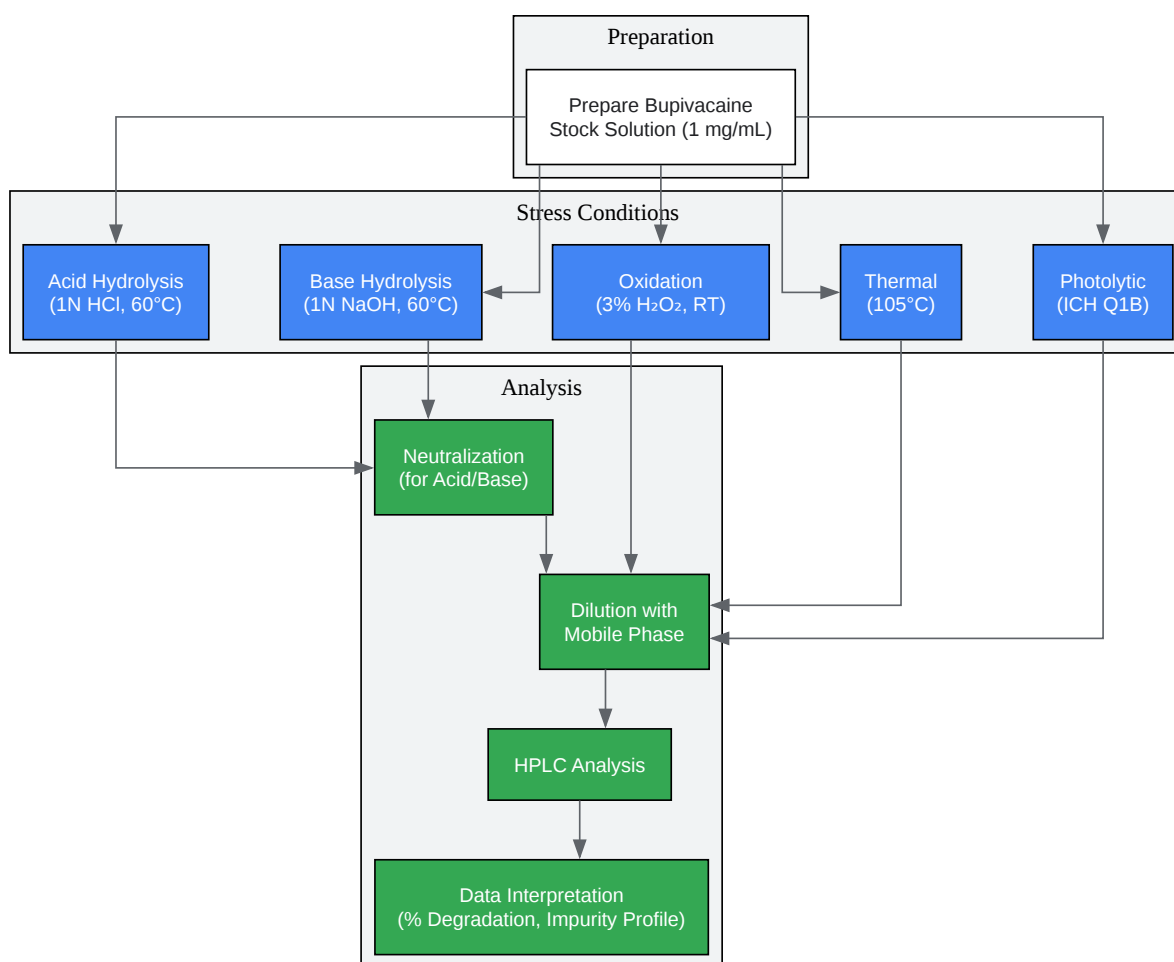 Preparation
Prepare Bupivacaine
Stock Solution (1 mg/mL)
Stress Conditions
Acid Hydrolysis
(1N HCl, 60°C)
Base Hydrolysis
(1N NaOH, 60°C)
Oxidation
(3% H₂O₂, RT)
Thermal
(105°C)
Photolytic
(ICH Q1B)
Analysis
Neutralization
(for Acid/Base)
Dilution with
Mobile Phase
HPLC Analysis
Data Interpretation
(% Degradation, Impurity Profile)